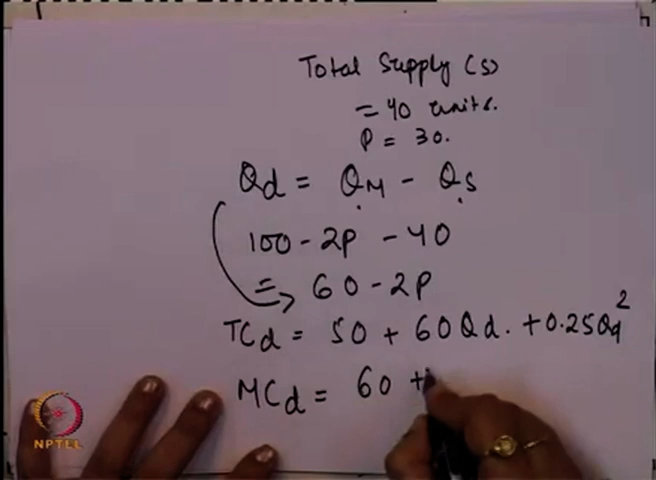 Total Supply (S)
= 40 units.
P = 30.
Qd = QM - QS
100 - 2P - 40
= 60 - 2P
TCd = 50 + 60Qd. + 0.25Qd²
MCd = 60 +
NPTEL